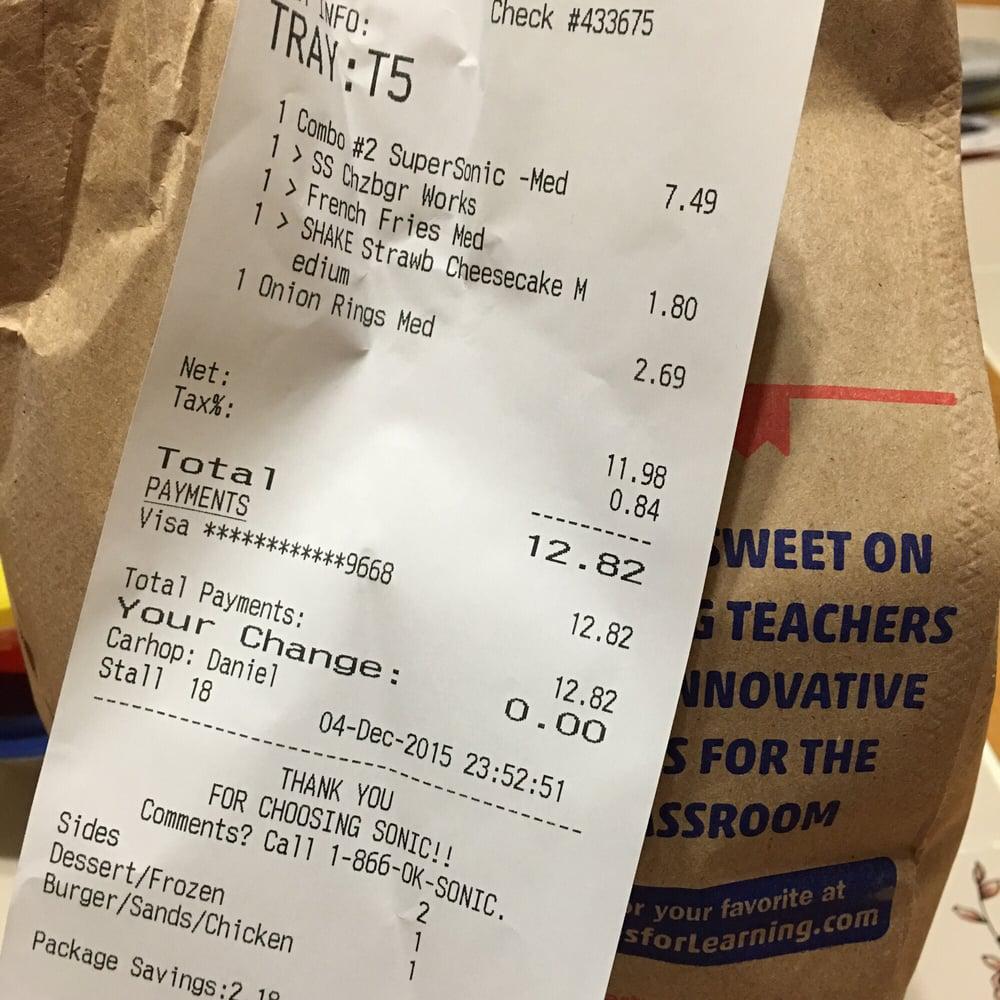 INFO:
Check #433675
TRAY:T5
1 Combo #2 SuperSonic -Med 7.49
1 > SS Chzbgr Works
1 > French Fries Med
1 > SHAKE Strawb Cheesecake M
edium 1.80
1 Onion Rings Med 2.69
Net: 11.98
Tax%: 0.84
Total 12.82
PAYMENTS
Visa ************9668 12.82
Total Payments: 12.82
Your Change: 0.00
Carhop: Daniel
Stall 18
04-Dec-2015 23:52:51
THANK YOU
FOR CHOOSING SONIC!!
Comments? Call 1-866-OK-SONIC.
Sides 2
Dessert/Frozen 1
Burger/Sands/Chicken 1
Package Savings:2.18
SWEET ON
TEACHERS
INNOVATIVE
FOR THE
your favorite at
sforLearning.com